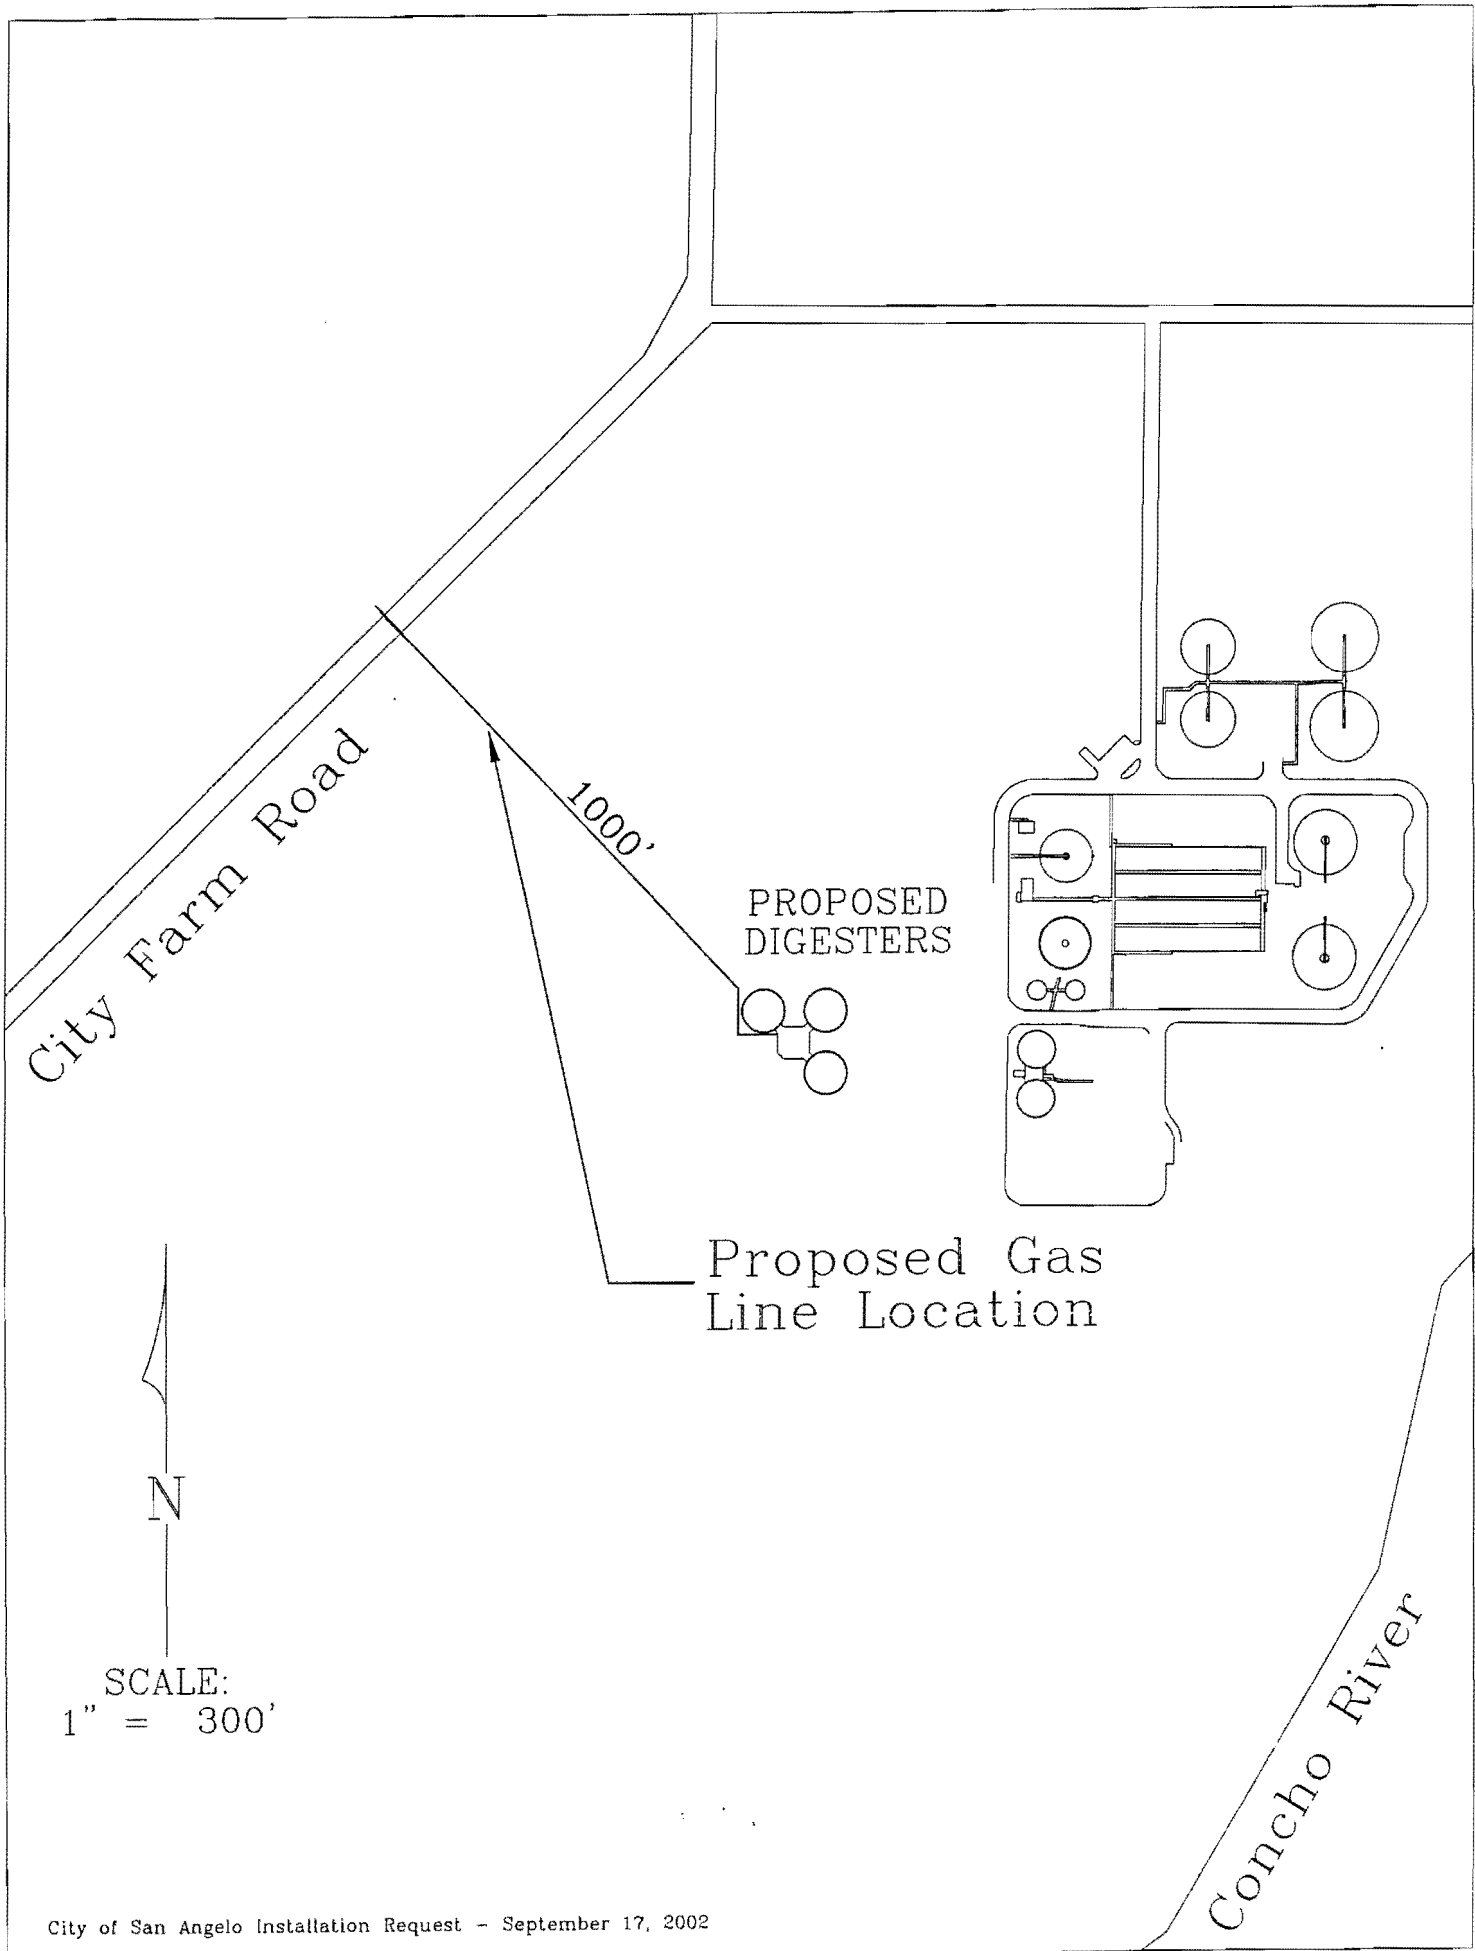 City Farm Road
1000'
PROPOSED
DIGESTERS
Proposed Gas
Line Location
N
SCALE:
1" = 300'
Concho River
City of San Angelo Installation Request - September 17, 2002